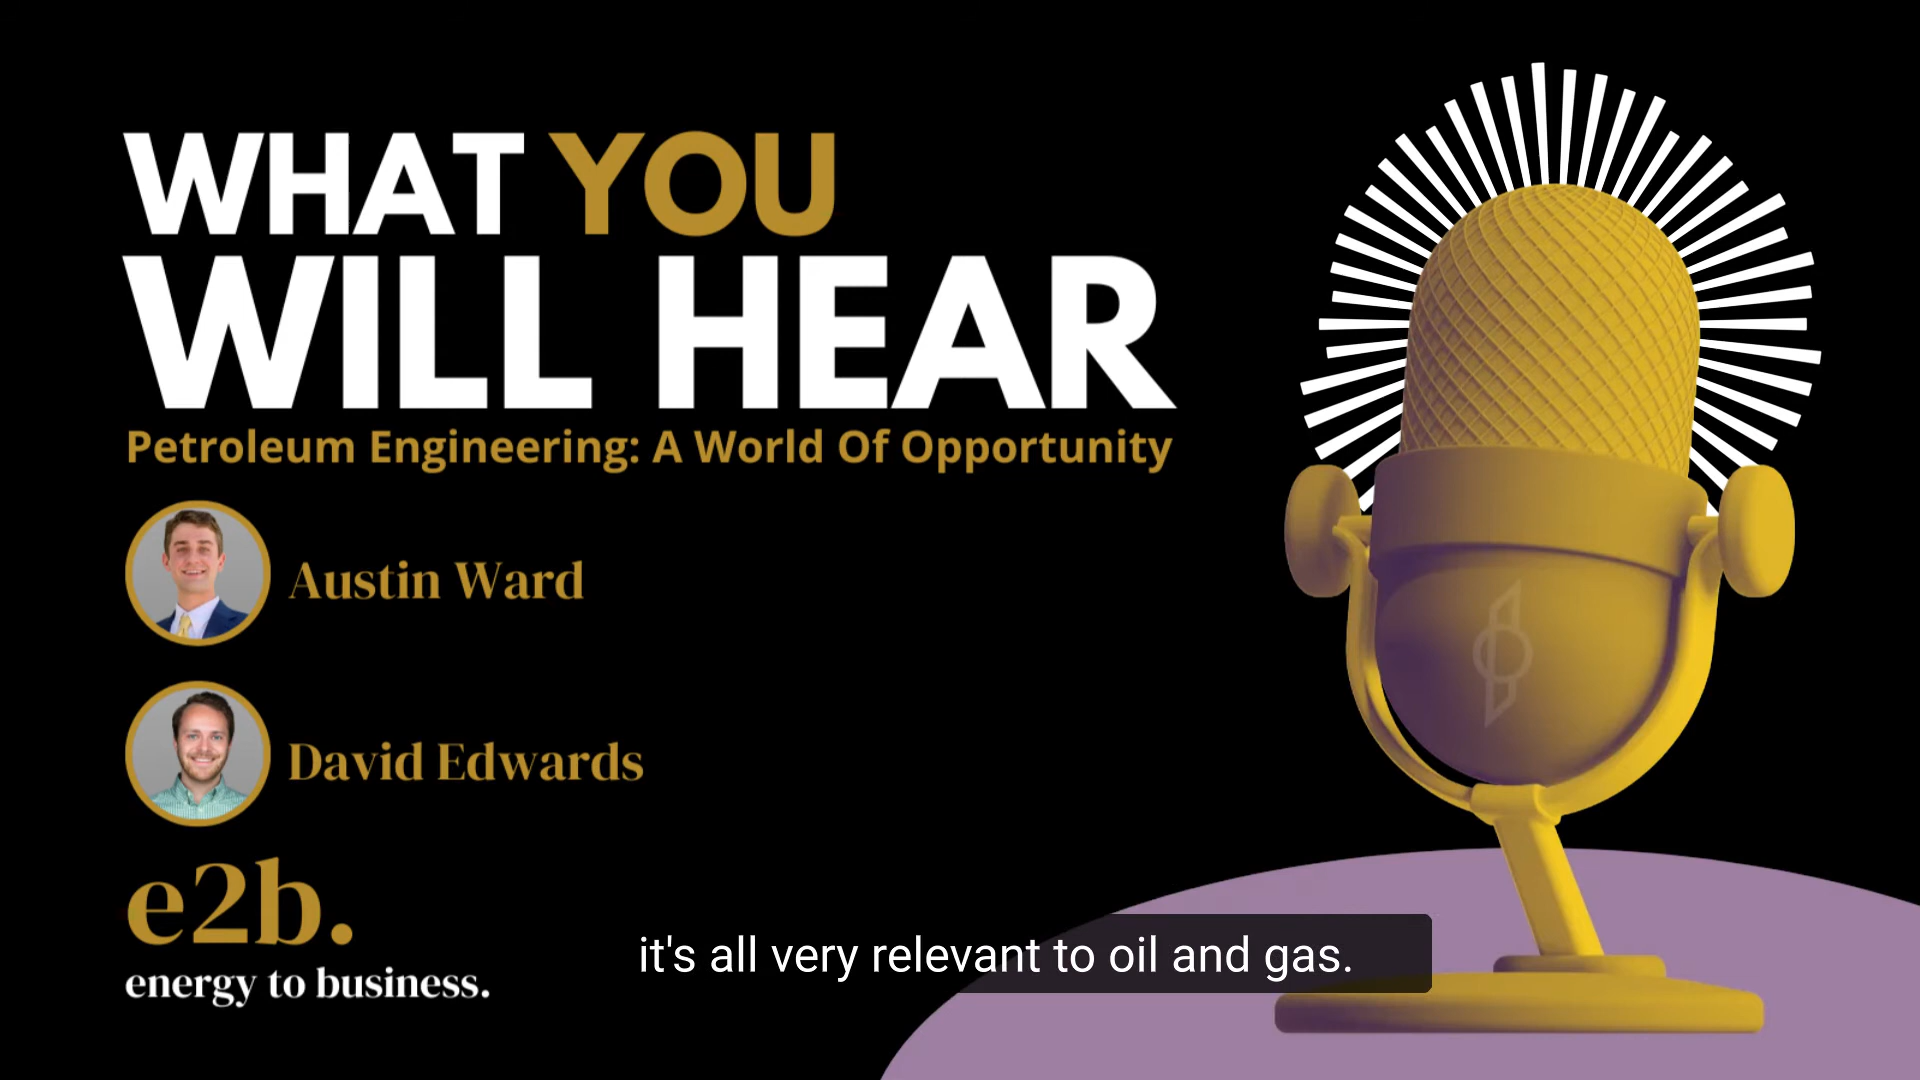 WHAT YOU
WILL HEAR
Petroleum Engineering: A World Of Opportunity
Austin Ward
David Edwards
e2b.
energy to business.
it's all very relevant to oil and gas.